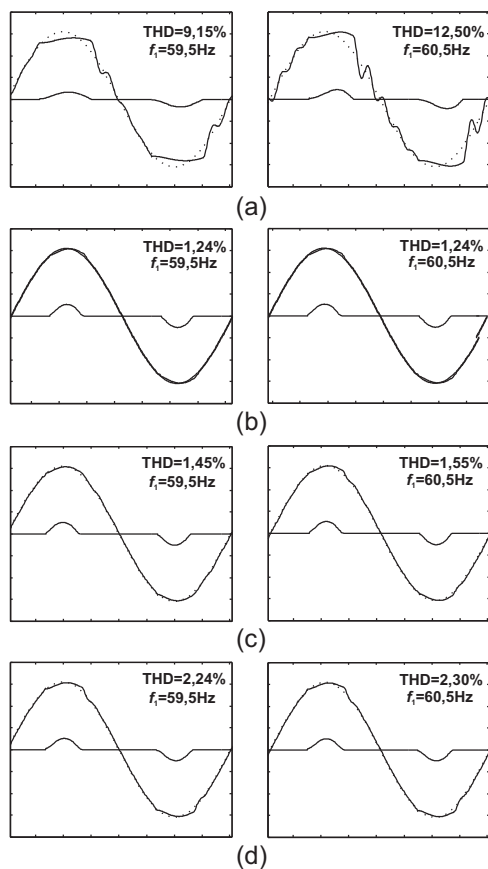 THD=9,15%
f₁=59,5Hz
THD=12,50%
f₁=60,5Hz
(a)
THD=1,24%
f₁=59,5Hz
THD=1,24%
f₁=60,5Hz
(b)
THD=1,45%
f₁=59,5Hz
THD=1,55%
f₁=60,5Hz
(c)
THD=2,24%
f₁=59,5Hz
THD=2,30%
f₁=60,5Hz
(d)